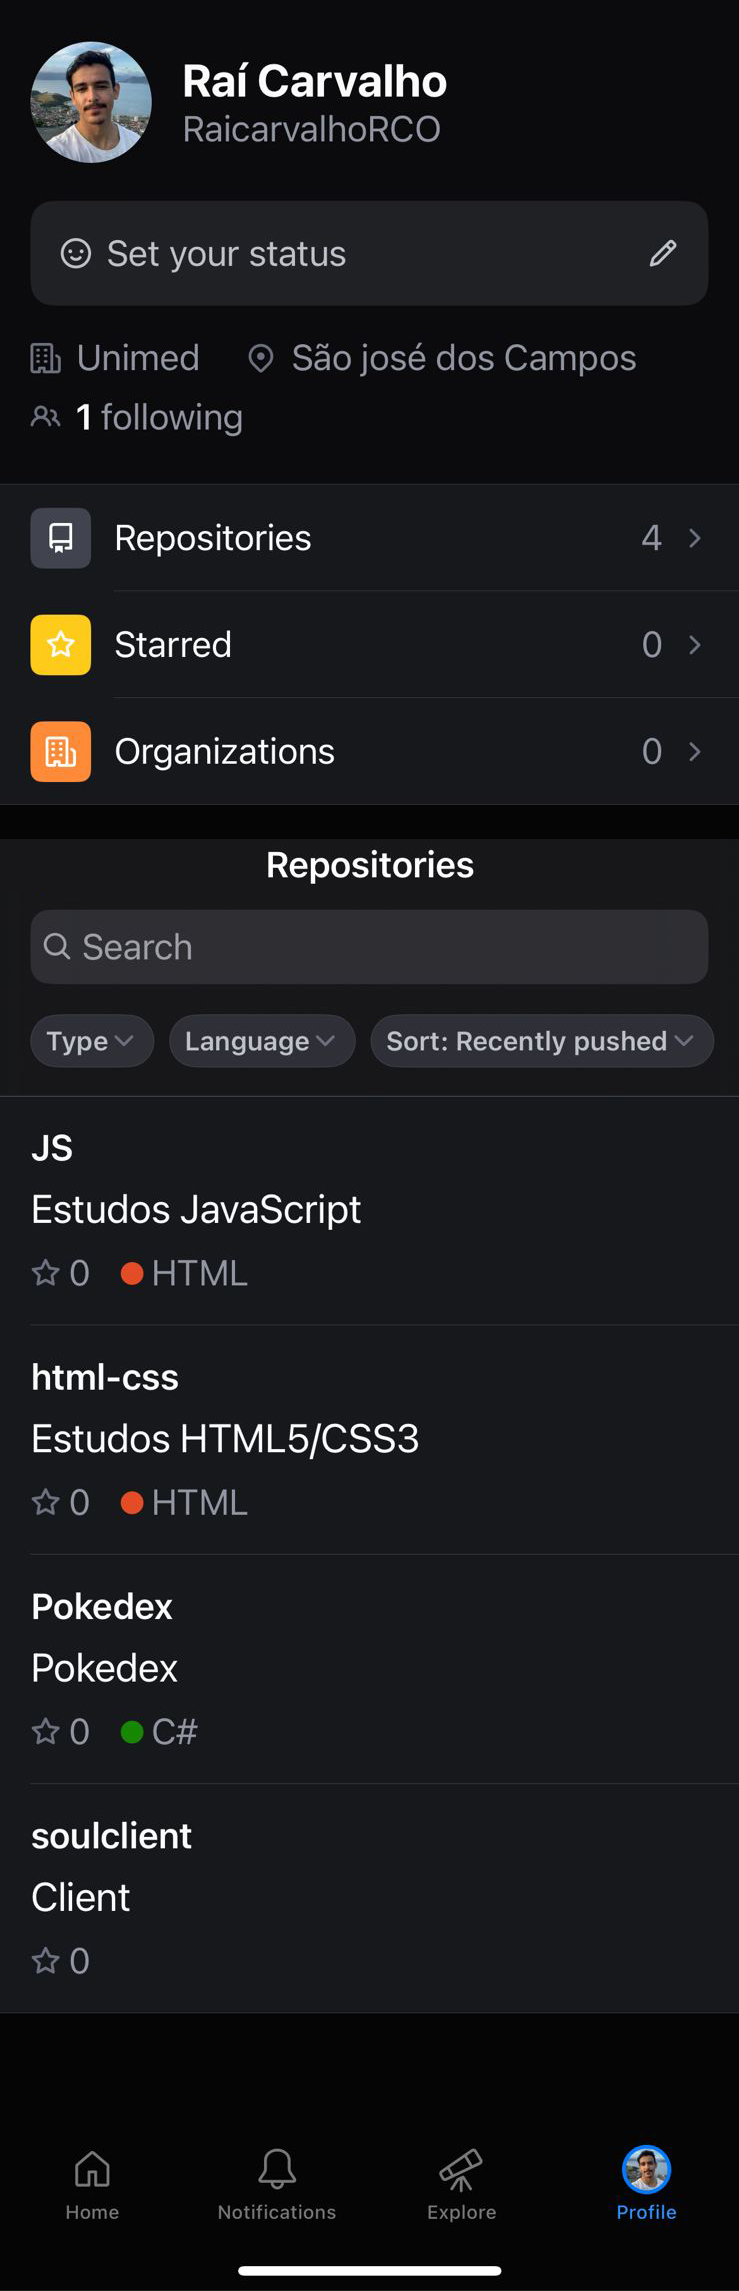 Raí Carvalho
RaicarvalhoRCO
Set your status
Unimed São josé dos Campos
1 following
Repositories 4
Starred 0
Organizations 0
Repositories
Search
Type Language Sort: Recently pushed
JS
Estudos JavaScript
0 HTML
html-css
Estudos HTML5/CSS3
0 HTML
Pokedex
Pokedex
0 C#
soulclient
Client
0
Home Notifications Explore Profile